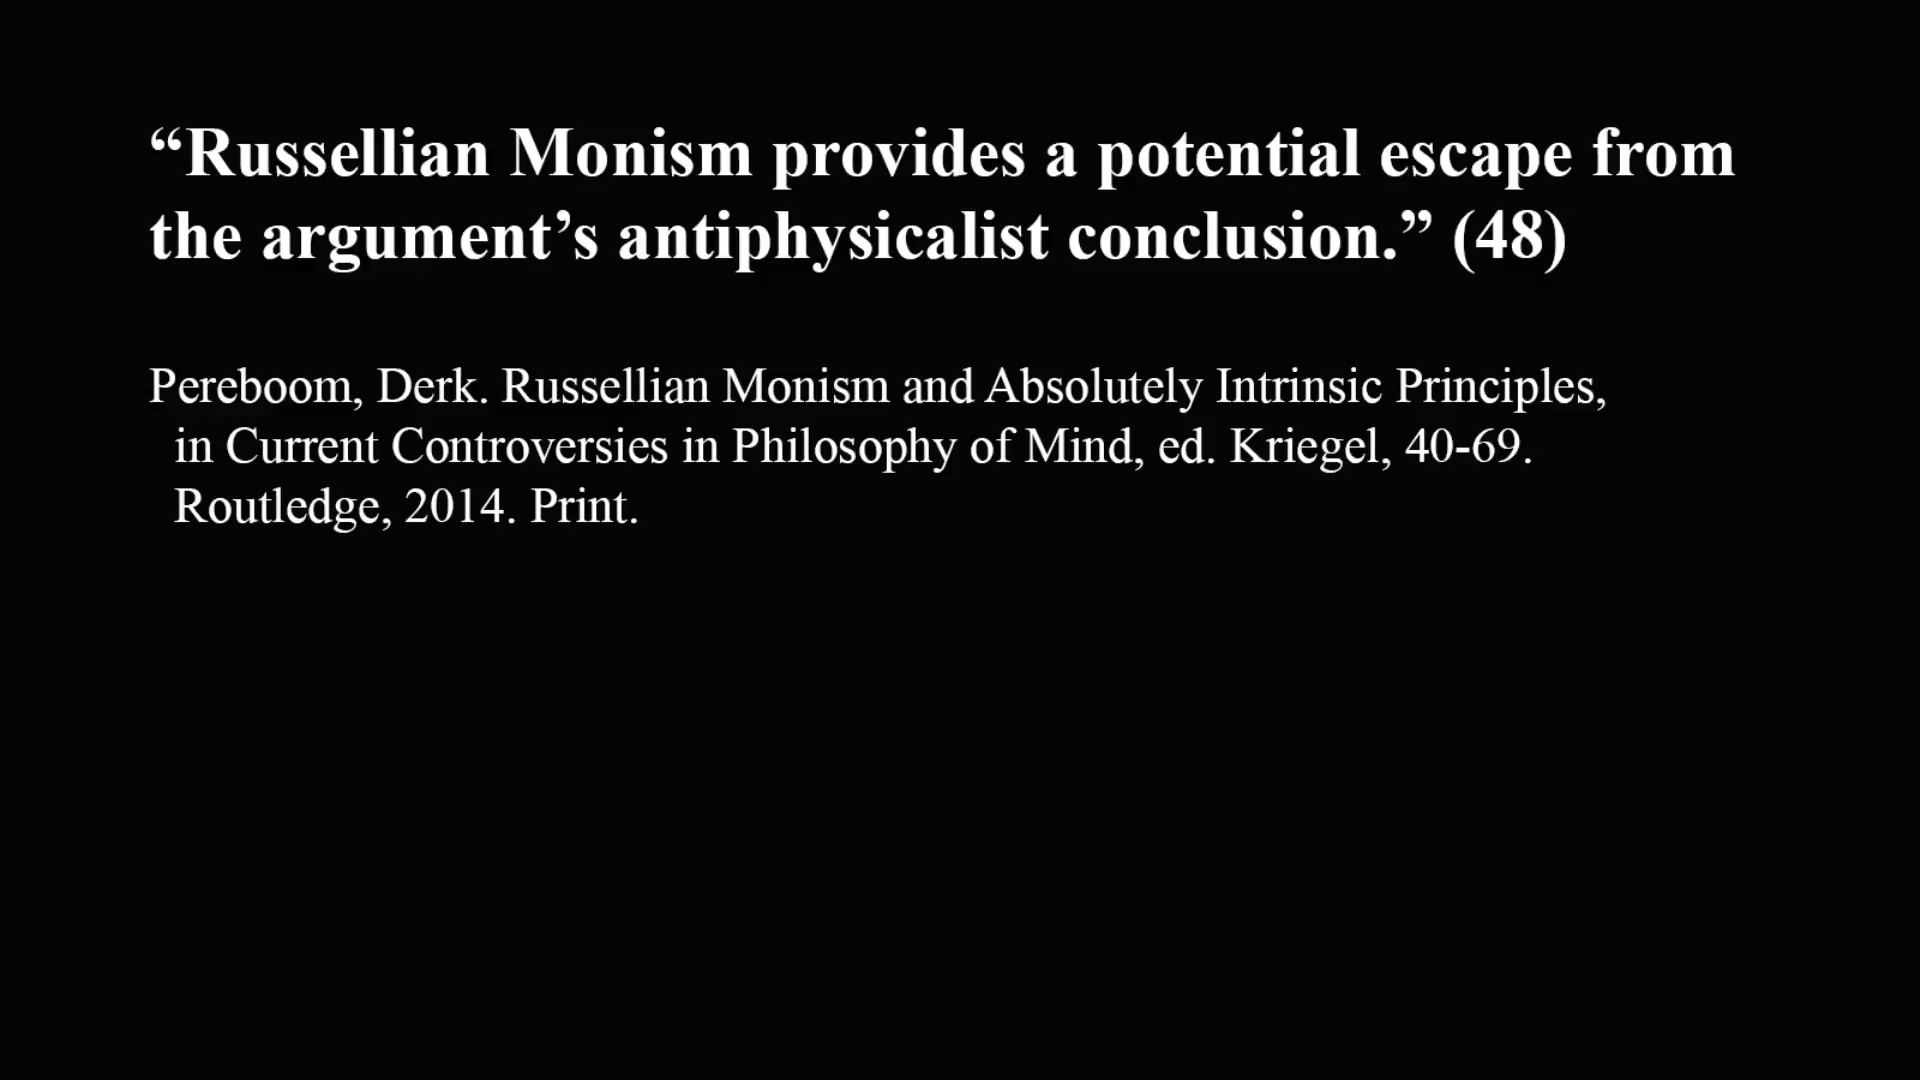 “Russellian Monism provides a potential escape from
the argument’s antiphysicalist conclusion.” (48)
Pereboom, Derk. Russellian Monism and Absolutely Intrinsic Principles,
in Current Controversies in Philosophy of Mind, ed. Kriegel, 40-69.
Routledge, 2014. Print.